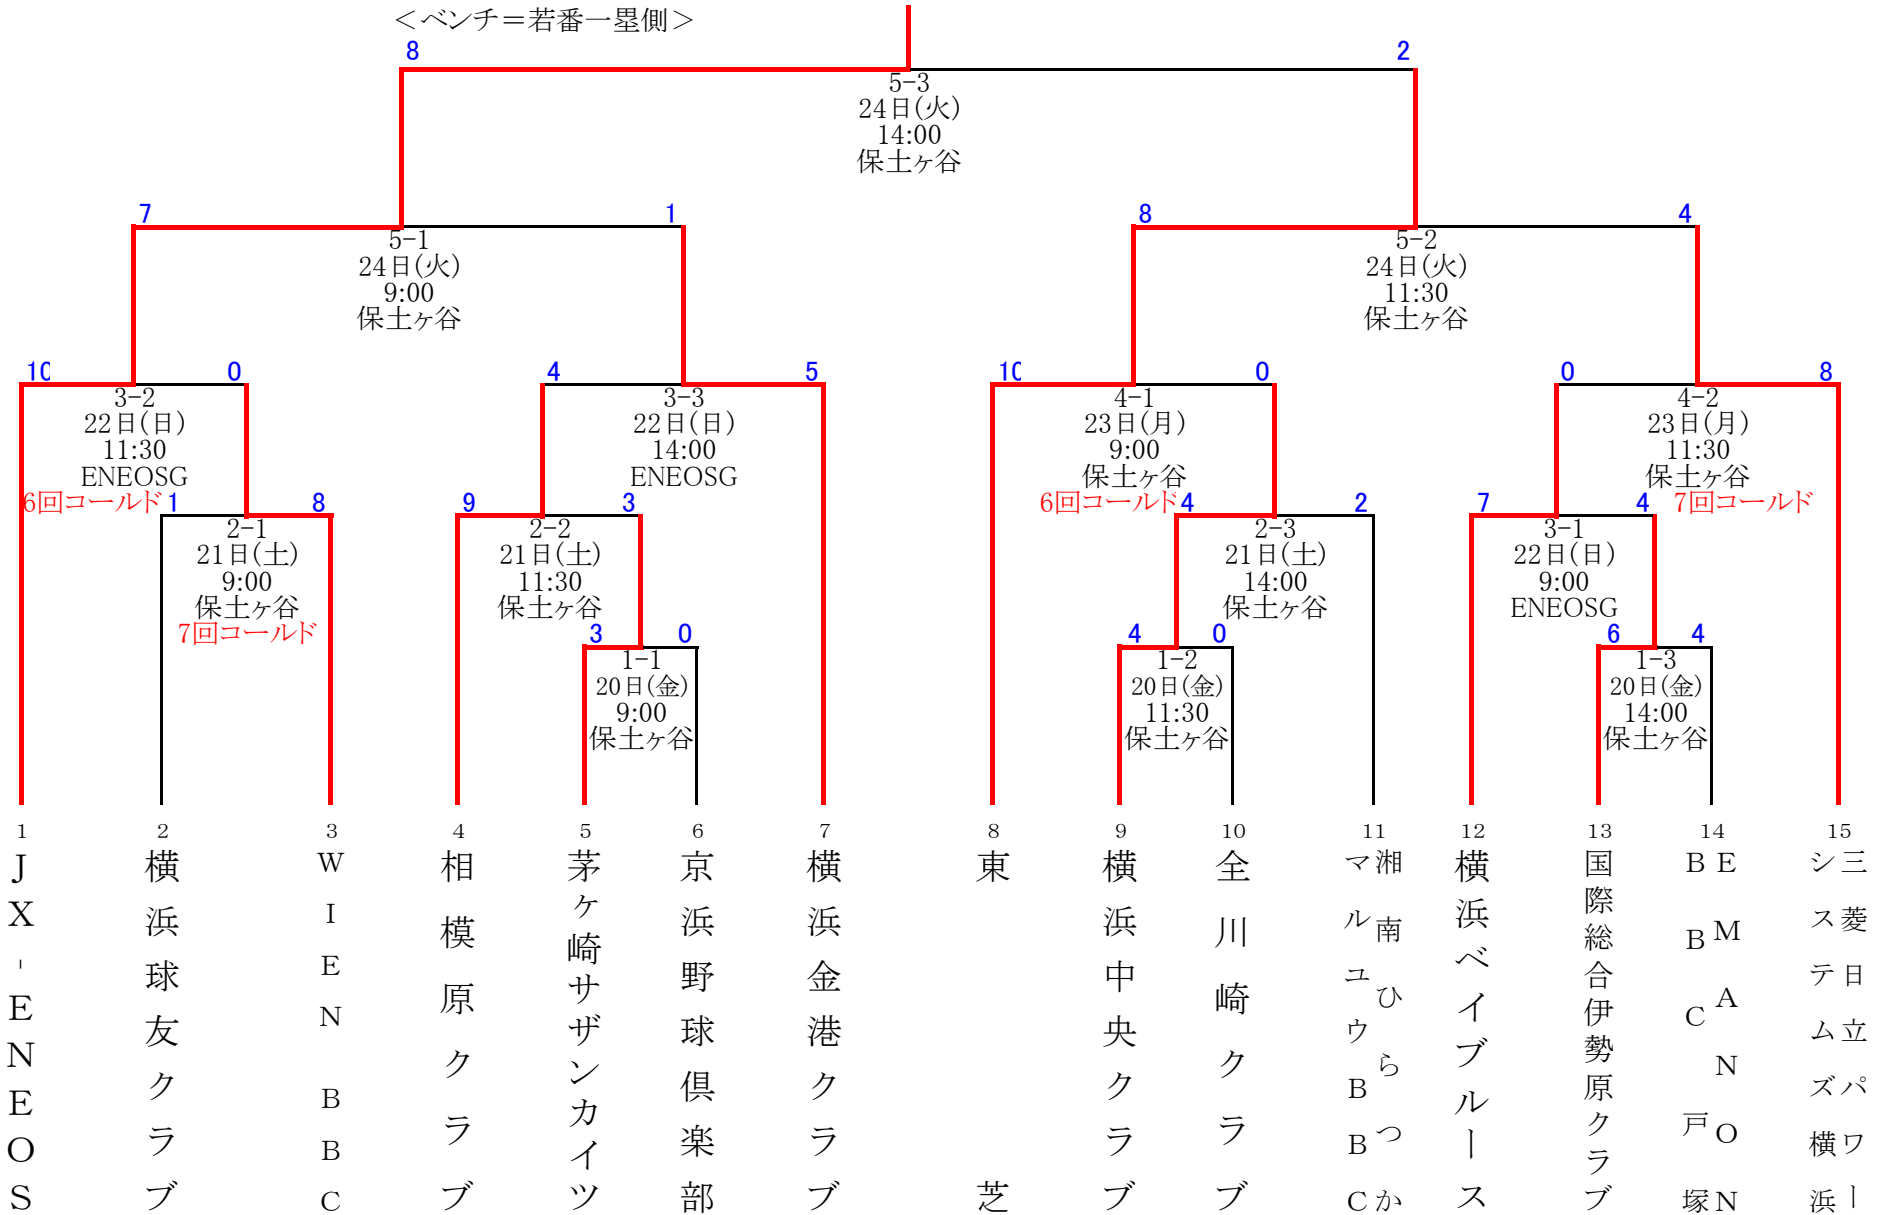 <ベンチ=若番一塁側>
8
2
5-3
24日(火)
14:00
保土ヶ谷
7
1
8
4
5-1
24日(火)
9:00
保土ヶ谷
5-2
24日(火)
11:30
保土ヶ谷
10
0
4
5
10
0
0
8
3-2
22日(日)
11:30
ENEOSG
6回コールド
3-3
22日(日)
14:00
ENEOSG
4-1
23日(月)
9:00
保土ヶ谷
6回コールド
4-2
23日(月)
11:30
保土ヶ谷
7回コールド
1
8
9
3
4
2
7
4
2-1
21日(土)
9:00
保土ヶ谷
7回コールド
2-2
21日(土)
11:30
保土ヶ谷
2-3
21日(土)
14:00
保土ヶ谷
3-1
22日(日)
9:00
ENEOSG
3
0
4
0
6
4
1-1
20日(金)
9:00
保土ヶ谷
1-2
20日(金)
11:30
保土ヶ谷
1-3
20日(金)
14:00
保土ヶ谷
1
JX-ENEOS
2
横浜球友クラブ
3
WIEN BBC
4
相模原クラブ
5
茅ヶ崎サザンカイツ
6
京浜野球倶楽部
7
横浜金港クラブ
8
東芝
9
横浜中央クラブ
10
全川崎クラブ
11
湘南ひらつか
マルユウBBC
12
横浜ベイブルース
13
国際総合伊勢原クラブ
14
EMANON
BBC戸塚
15
三菱日立パワー
システムズ横浜